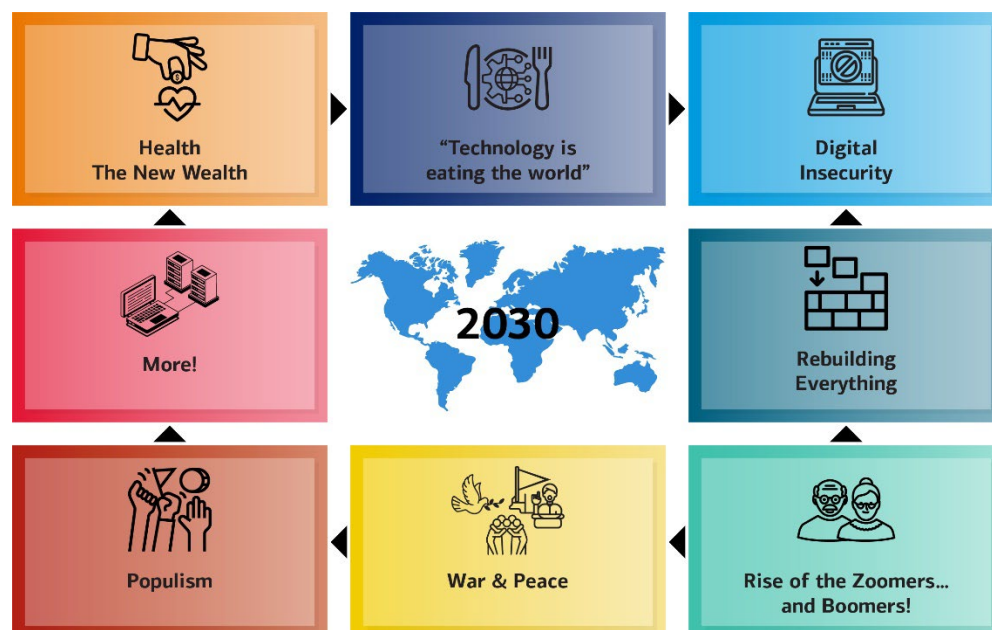 Health
The New Wealth
“Technology is
eating the world”
Digital
Insecurity
More!
2030
Rebuilding
Everything
Populism
War & Peace
Rise of the Zoomers...
and Boomers!